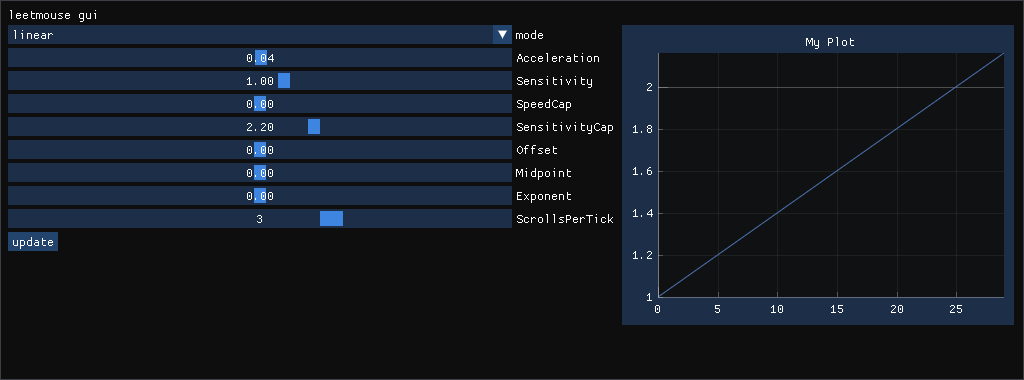 leetmouse gui
linear mode
0.04 Acceleration
1.00 Sensitivity
0.00 SpeedCap
2.20 SensitivityCap
0.00 Offset
0.00 Midpoint
0.00 Exponent
3 ScrollsPerTick
update
My Plot
2
1.8
1.6
1.4
1.2
1
0 5 10 15 20 25